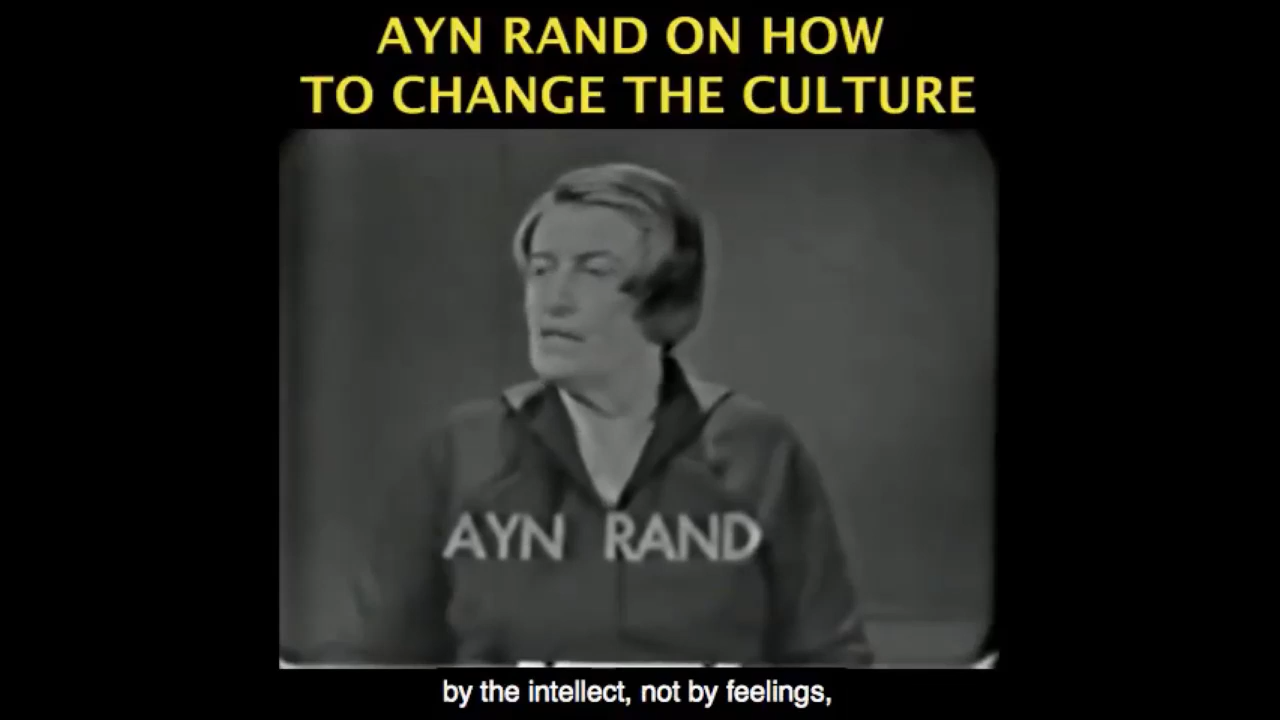 AYN RAND ON HOW
TO CHANGE THE CULTURE
AYN RAND
by the intellect, not by feelings,